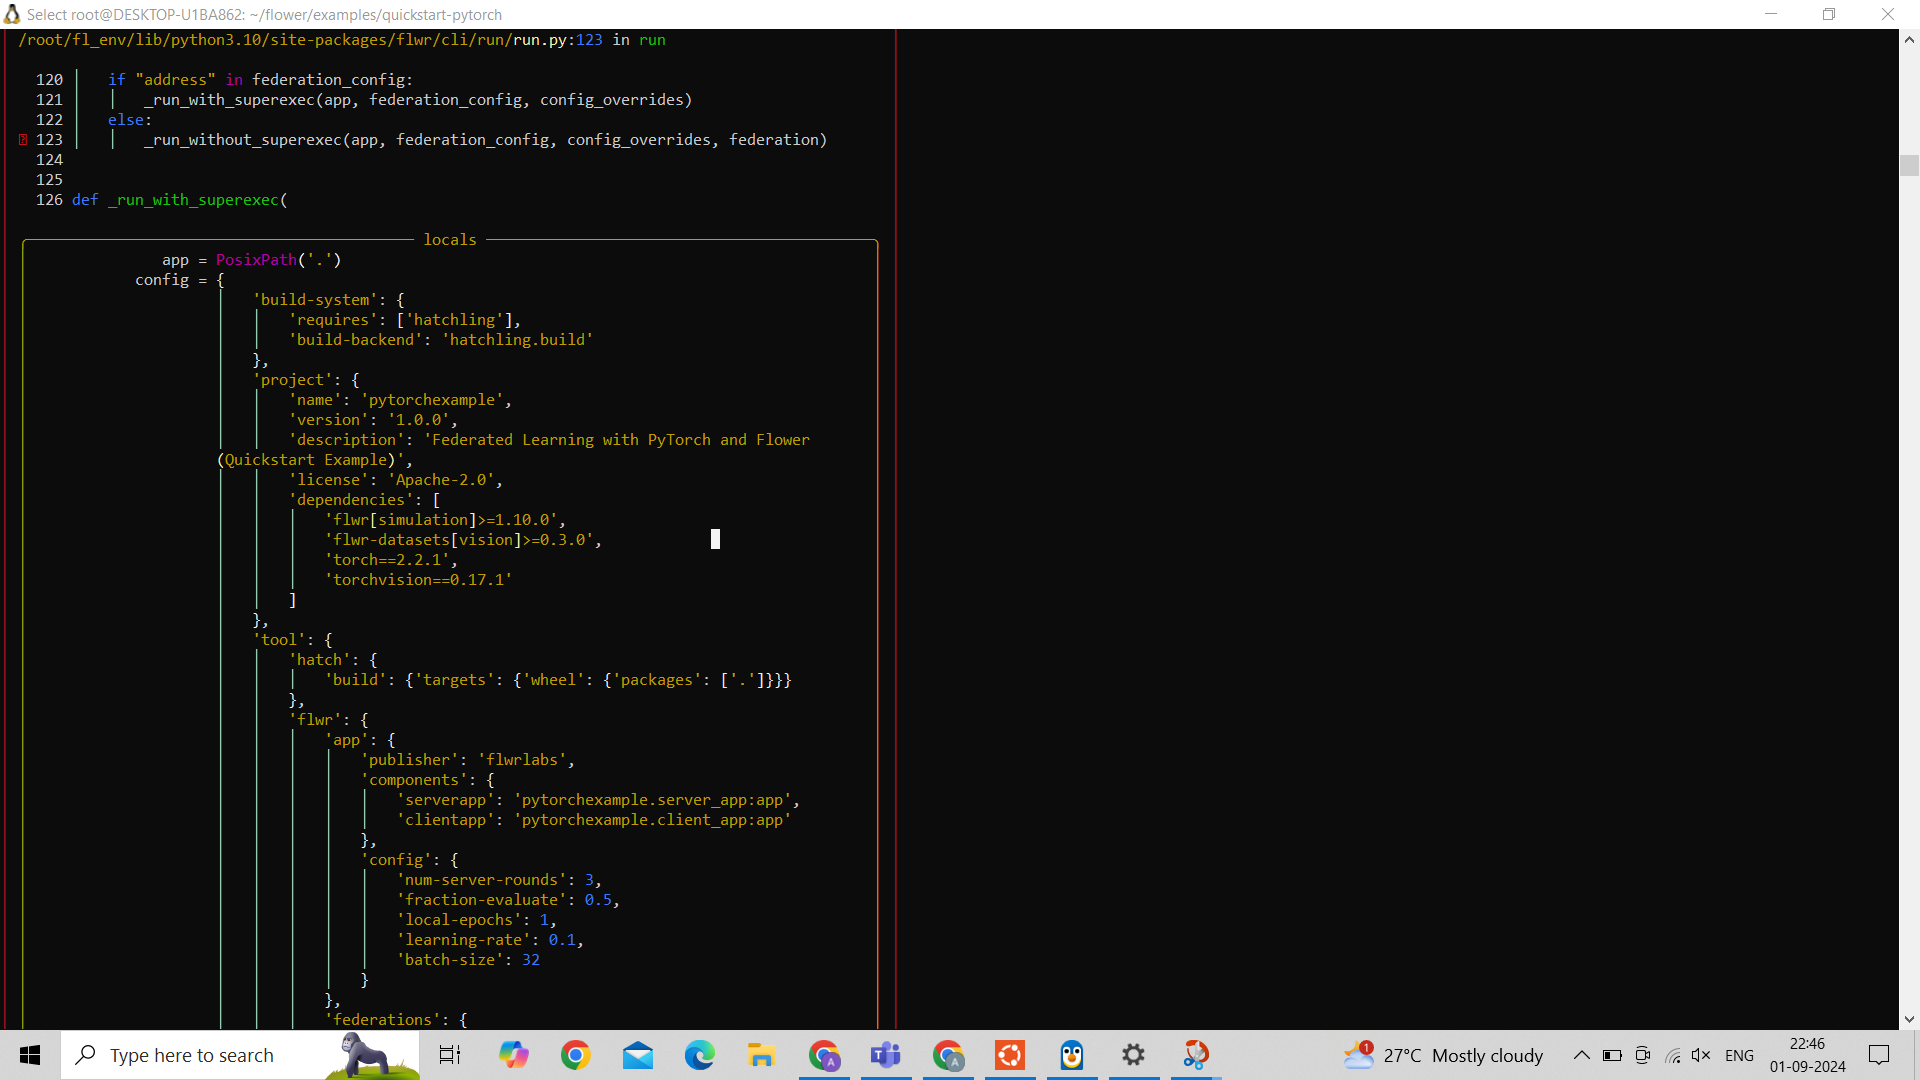 Select root@DESKTOP-U1BA862: ~/flower/examples/quickstart-pytorch
/root/fl_env/lib/python3.10/site-packages/flwr/cli/run/run.py:123 in run
120 if "address" in federation_config:
121 _run_with_superexec(app, federation_config, config_overrides)
122 else:
123 _run_without_superexec(app, federation_config, config_overrides, federation)
124
125
126 def _run_with_superexec(
locals
app = PosixPath('.')
config = {
'build-system': {
'requires': ['hatchling'],
'build-backend': 'hatchling.build'
},
'project': {
'name': 'pytorchexample',
'version': '1.0.0',
'description': 'Federated Learning with PyTorch and Flower
(Quickstart Example)',
'license': 'Apache-2.0',
'dependencies': [
'flwr[simulation]>=1.10.0',
'flwr-datasets[vision]>=0.3.0',
'torch==2.2.1',
'torchvision==0.17.1'
]
},
'tool': {
'hatch': {
'build': {'targets': {'wheel': {'packages': ['.']}}}
},
'flwr': {
'app': {
'publisher': 'flwrlabs',
'components': {
'serverapp': 'pytorchexample.server_app:app',
'clientapp': 'pytorchexample.client_app:app'
},
'config': {
'num-server-rounds': 3,
'fraction-evaluate': 0.5,
'local-epochs': 1,
'learning-rate': 0.1,
'batch-size': 32
}
},
'federations': {
Type here to search
1
27°C Mostly cloudy
ENG
22:46
01-09-2024